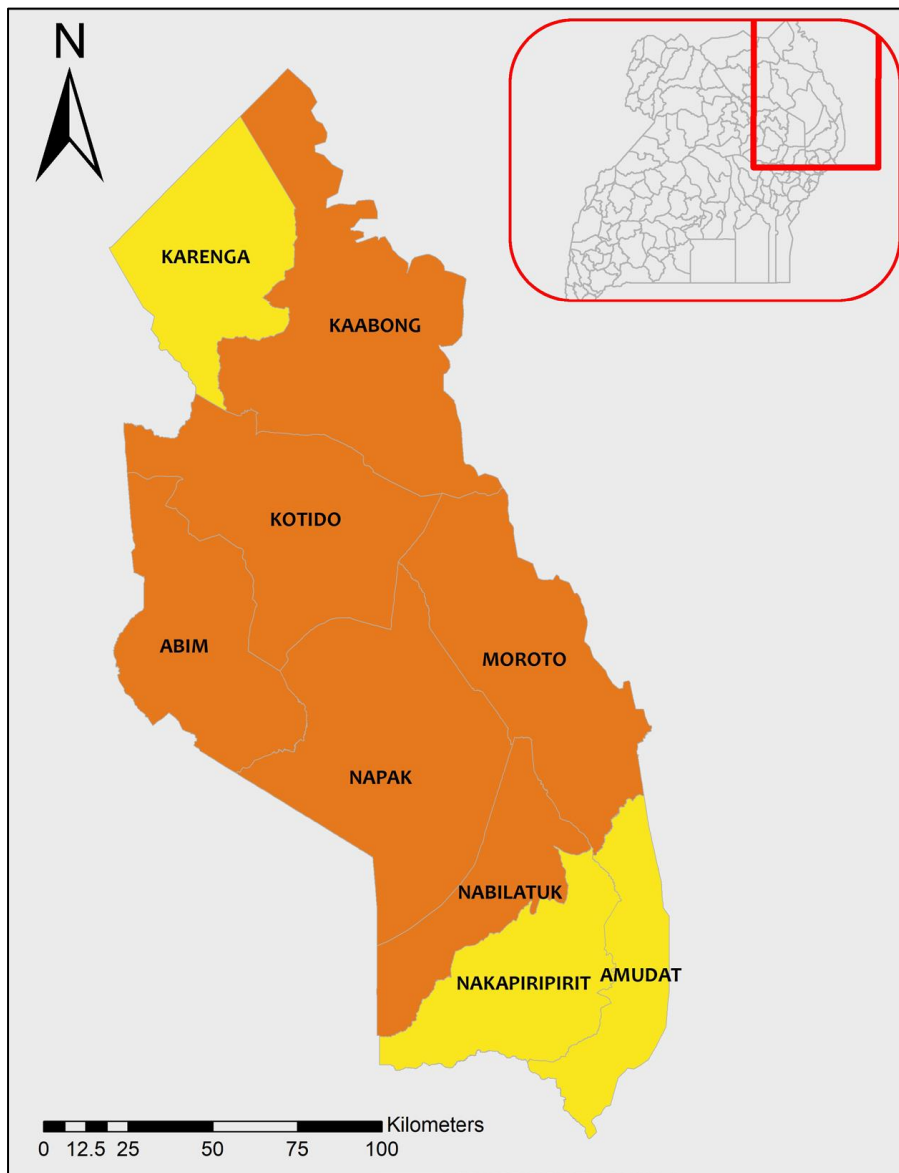 N
KARENGA
KAABONG
KOTIDO
ABIM
MOROTO
NAPAK
NABILATUK
NAKAPIRIPIRIT
AMUDAT
Kilometers
0 12.5 25 50 75 100